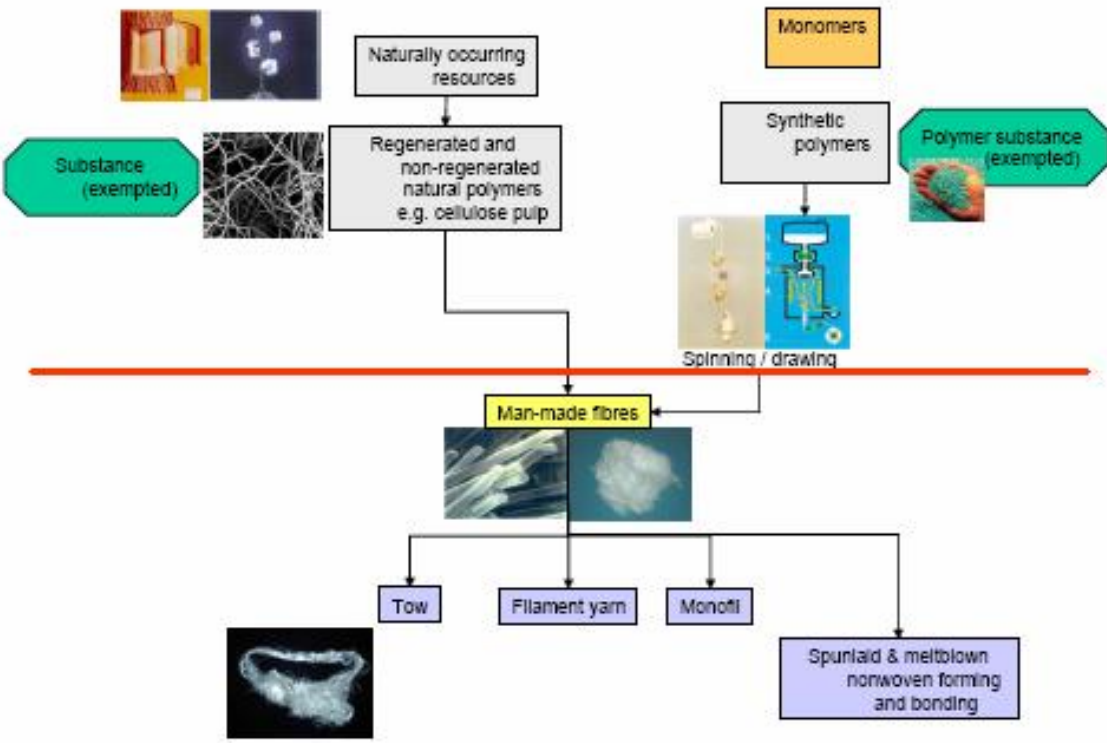 Naturally occurring
resources
Monomers
Synthetic
polymers
Polymer substance
(exempted)
Substance
(exempted)
Regenerated and
non-regenerated
natural polymers
e.g. cellulose pulp
Spinning / drawing
Man-made fibres
Tow
Filament yarn
Monofil
Spunlaid & meltblown
nonwoven forming
and bonding